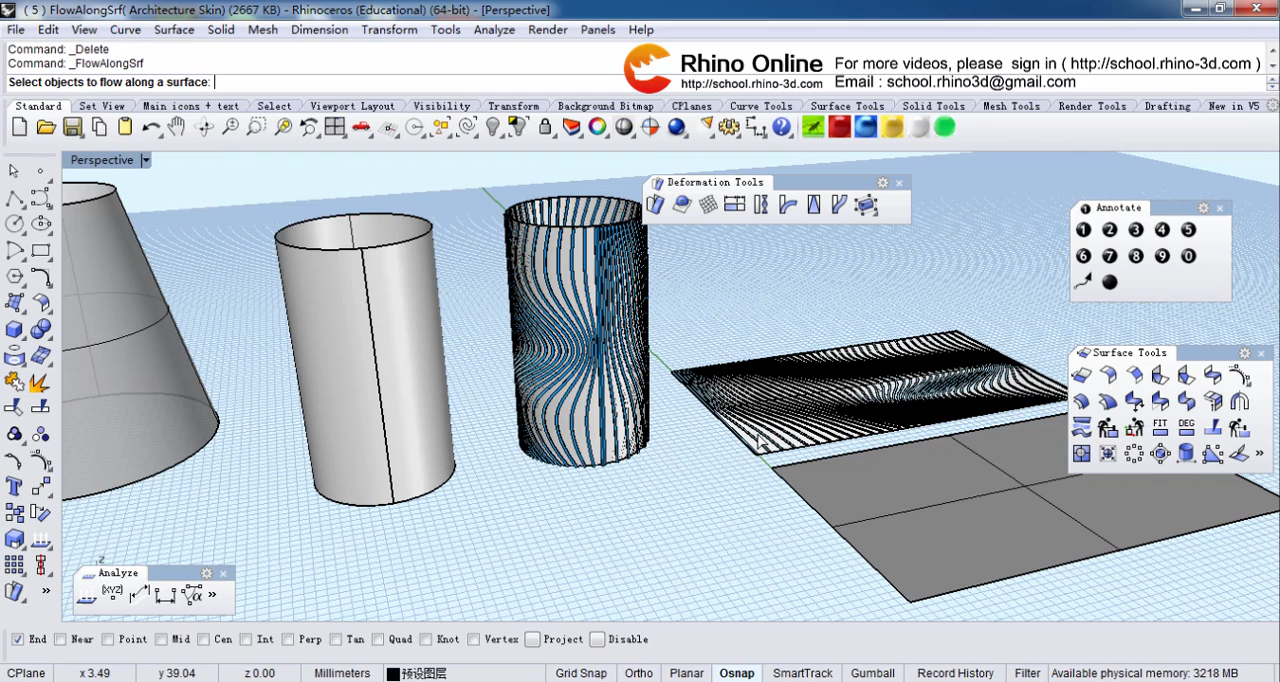 ( 5 ) FlowAlongSrf( Architecture Skin) (2667 KB) - Rhinoceros (Educational) (64-bit) - [Perspective]
File Edit View Curve Surface Solid Mesh Dimension Transform Tools Analyze Render Panels Help
Command: _Delete
Command: _FlowAlongSrf
Select objects to flow along a surface:
Rhino Online
http://school.rhino-3d.com
For more videos, please sign in ( http://school.rhino-3d.com )
Email : school.rhino3d@gmail.com
Standard Set View Main icons + text Select Viewport Layout Visibility Transform Background Bitmap CPlanes Curve Tools Surface Tools Solid Tools Mesh Tools Render Tools Drafting New in V5
Perspective
Deformation Tools
Annotate
1 2 3 4 5
6 7 8 9 0
Surface Tools
FIT DEG
z
Analyze
(XYZ)
End Near Point Mid Cen Int Perp Tan Quad Knot Vertex Project Disable
CPlane x 3.49 y 39.04 z 0.00 Millimeters 预设图层 Grid Snap Ortho Planar Osnap SmartTrack Gumball Record History Filter Available physical memory: 3218 MB